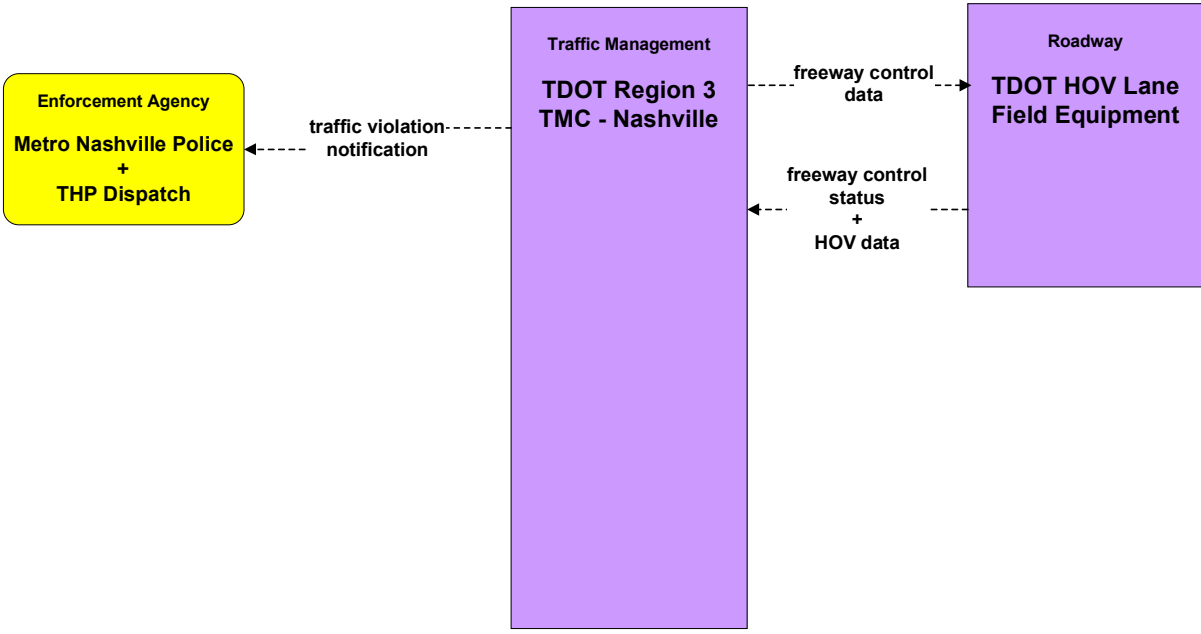 Enforcement Agency
Metro Nashville Police
+
THP Dispatch
traffic violation
notification
Traffic Management
TDOT Region 3
TMC - Nashville
freeway control
data
freeway control
status
+
HOV data
Roadway
TDOT HOV Lane
Field Equipment